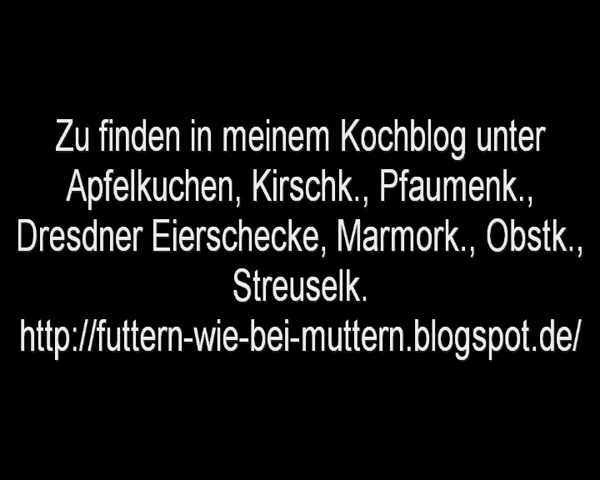 Zu finden in meinem Kochblog unter
Apfelkuchen, Kirschk., Pfaumenk.,
Dresdner Eierschecke, Marmork., Obstk.,
Streuselk.
http://futtern-wie-bei-muttern.blogspot.de/